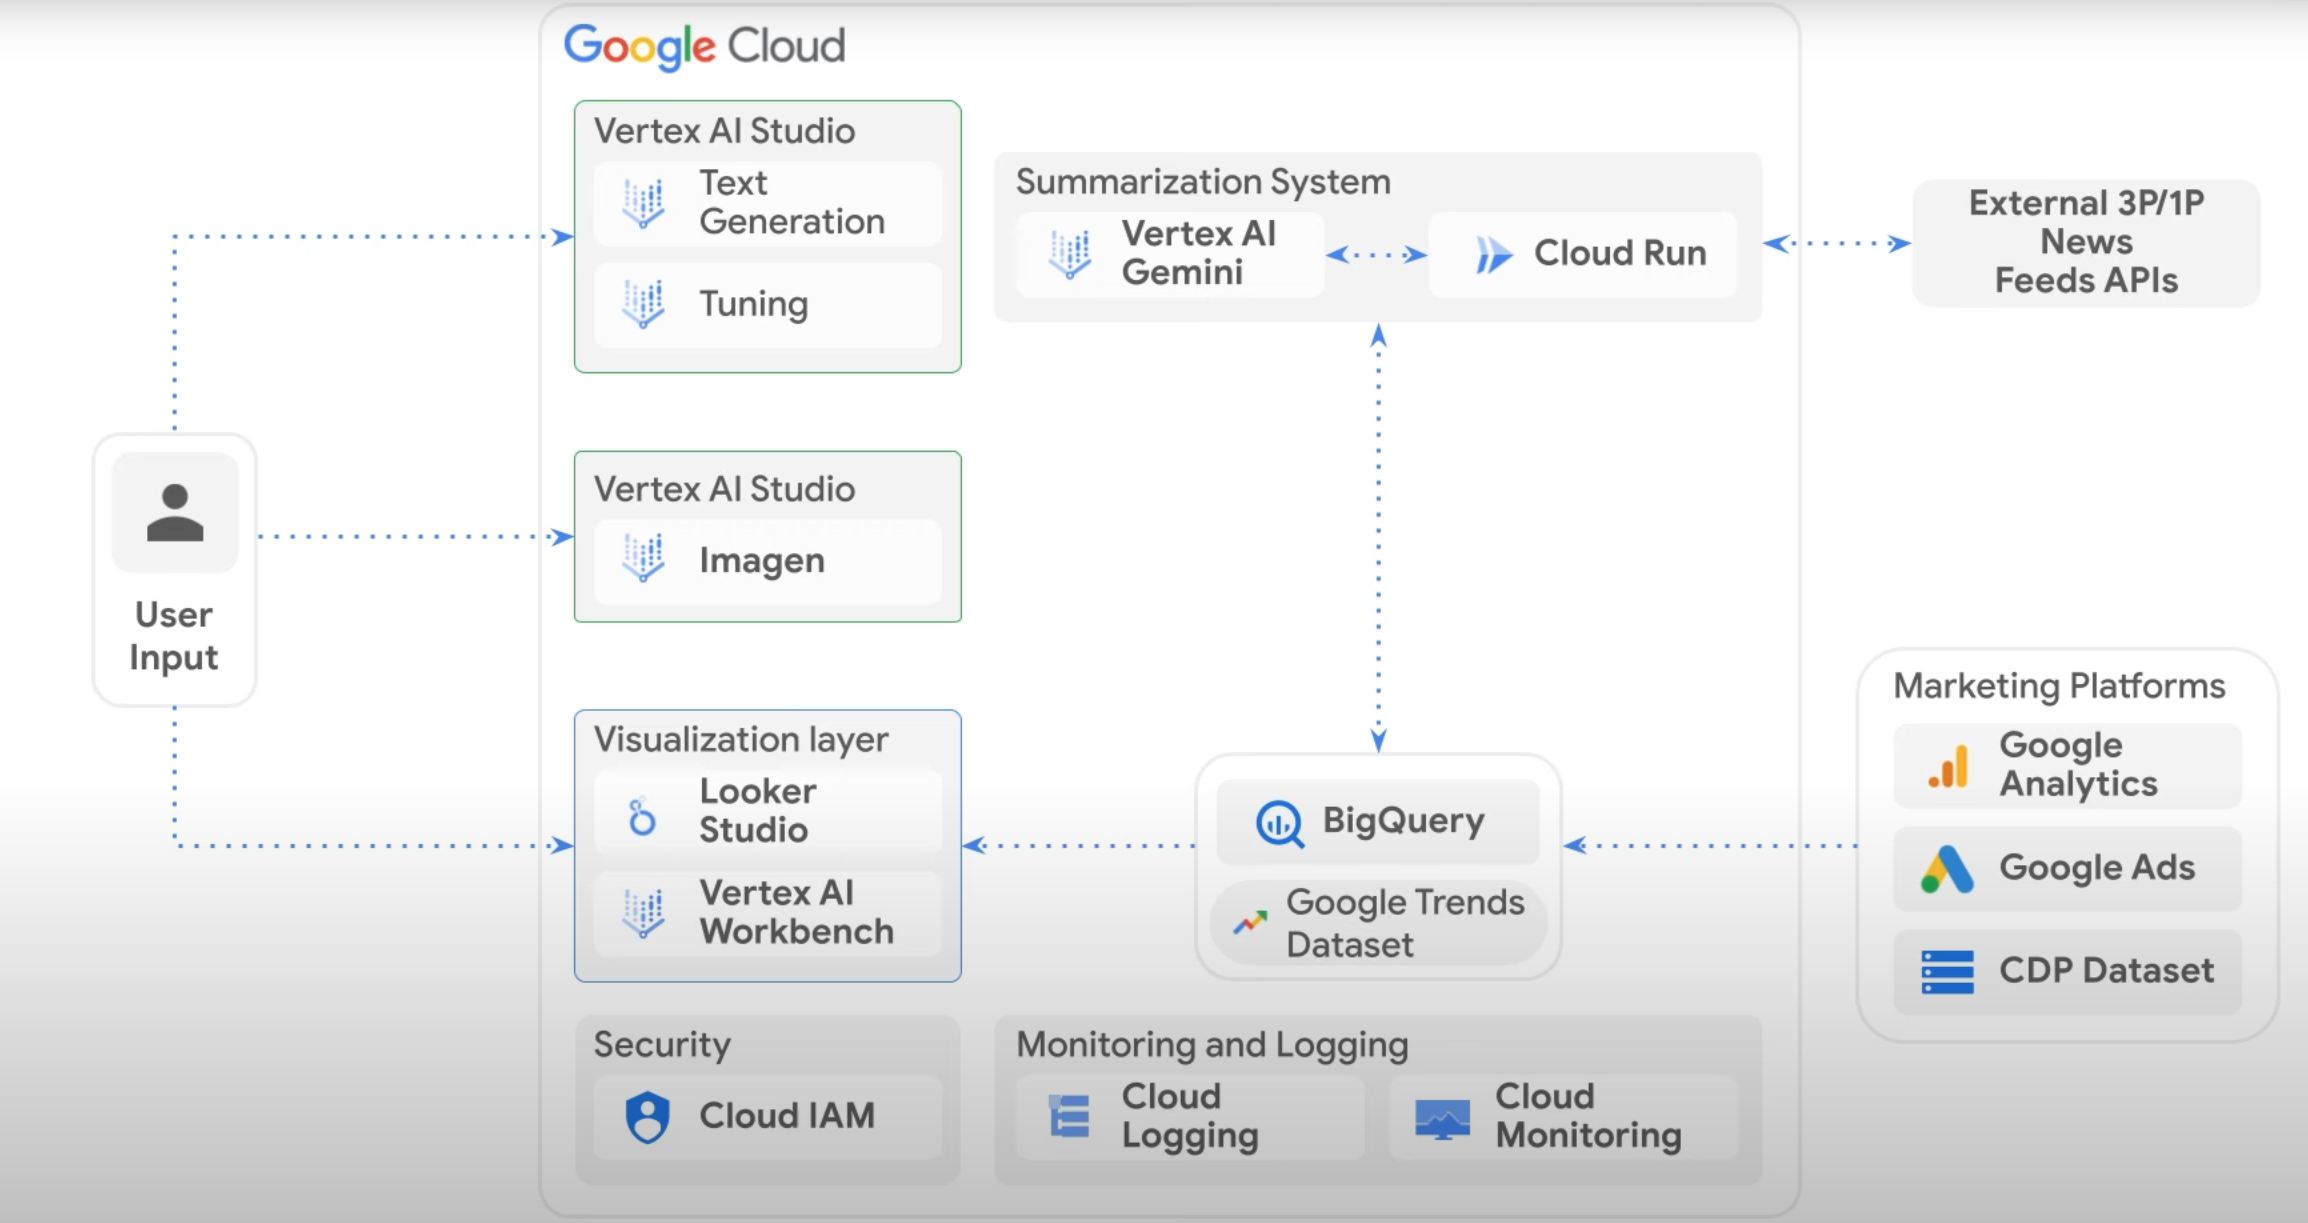 Google Cloud
Vertex AI Studio
Text
Generation
Tuning
Summarization System
Vertex AI
Gemini
Cloud Run
External 3P/1P
News
Feeds APIs
User
Input
Vertex AI Studio
Imagen
Visualization layer
Looker
Studio
Vertex AI
Workbench
BigQuery
Google Trends
Dataset
Marketing Platforms
Google
Analytics
Google Ads
CDP Dataset
Security
Cloud IAM
Monitoring and Logging
Cloud
Logging
Cloud
Monitoring